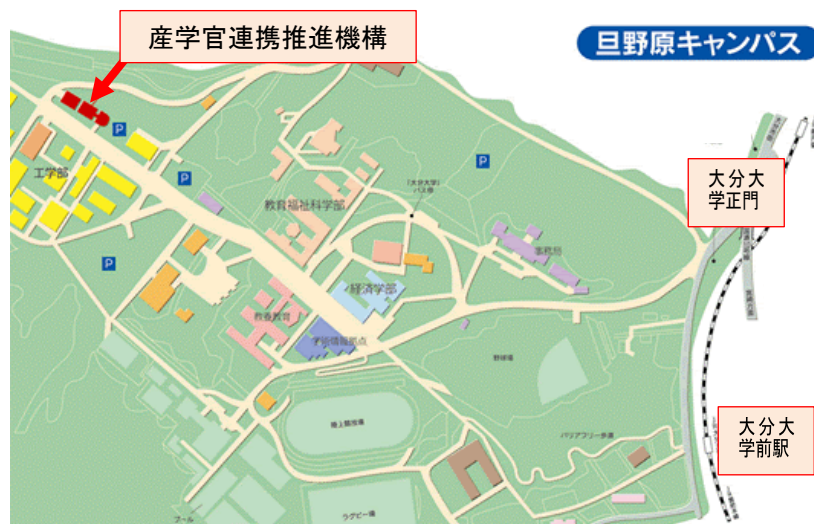 産学官連携推進機構
旦野原キャンパス
P
工学部
P
P
P
「大分大学」
バス停
教育福祉科学部
大分大
学正門
事務局
経済学部
教養教育
学術情報拠点
野球場
陸上競技場
バリアフリー歩道
大分大
学前駅
ラグビー場
プール